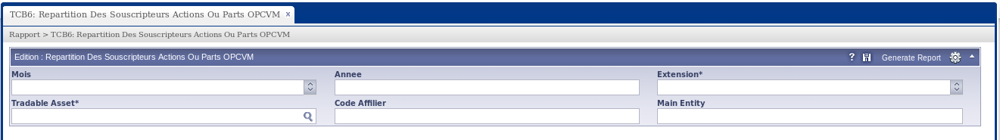 TCB6: Repartition Des Souscripteurs Actions Ou Parts OPCVM x
Rapport > TCB6: Repartition Des Souscripteurs Actions Ou Parts OPCVM
Edition : Repartition Des Souscripteurs Actions Ou Parts OPCVM ? Generate Report
Mois Annee Extension*
Tradable Asset* Code Affilier Main Entity